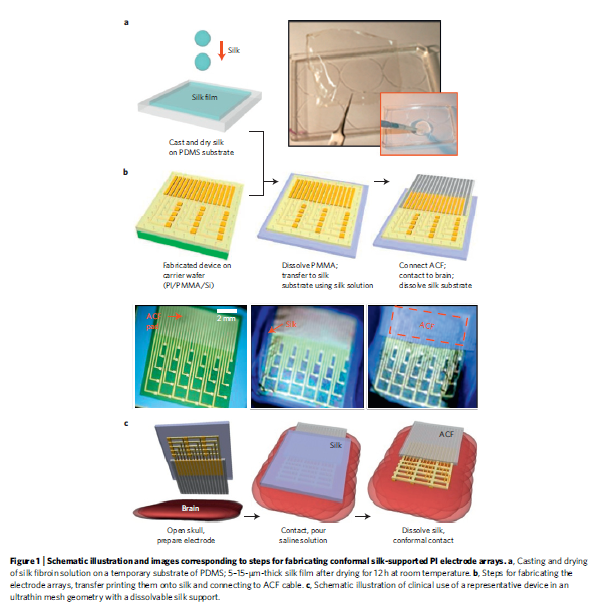 a
Silk
Silk film
Cast and dry silk
on PDMS substrate
b
Fabricated device on
carrier wafer
(PI/PMMA/Si)
Dissolve PMMA;
transfer to silk
substrate using silk solution
Connect ACF;
contact to brain;
dissolve silk substrate
ACF
2 mm
Silk
ACF
c
Brain
Open skull,
prepare electrode
Silk
Contact, pour
saline solution
ACF
Dissolve silk,
conformal contact
Figure 1 | Schematic illustration and images corresponding to steps for fabricating conformal silk-supported PI electrode arrays. a, Casting and drying
of silk fibroin solution on a temporary substrate of PDMS; 5–15-μm-thick silk film after drying for 12 h at room temperature. b, Steps for fabricating the
electrode arrays, transfer printing them onto silk and connecting to ACF cable. c, Schematic illustration of clinical use of a representative device in an
ultrathin mesh geometry with a dissolvable silk support.